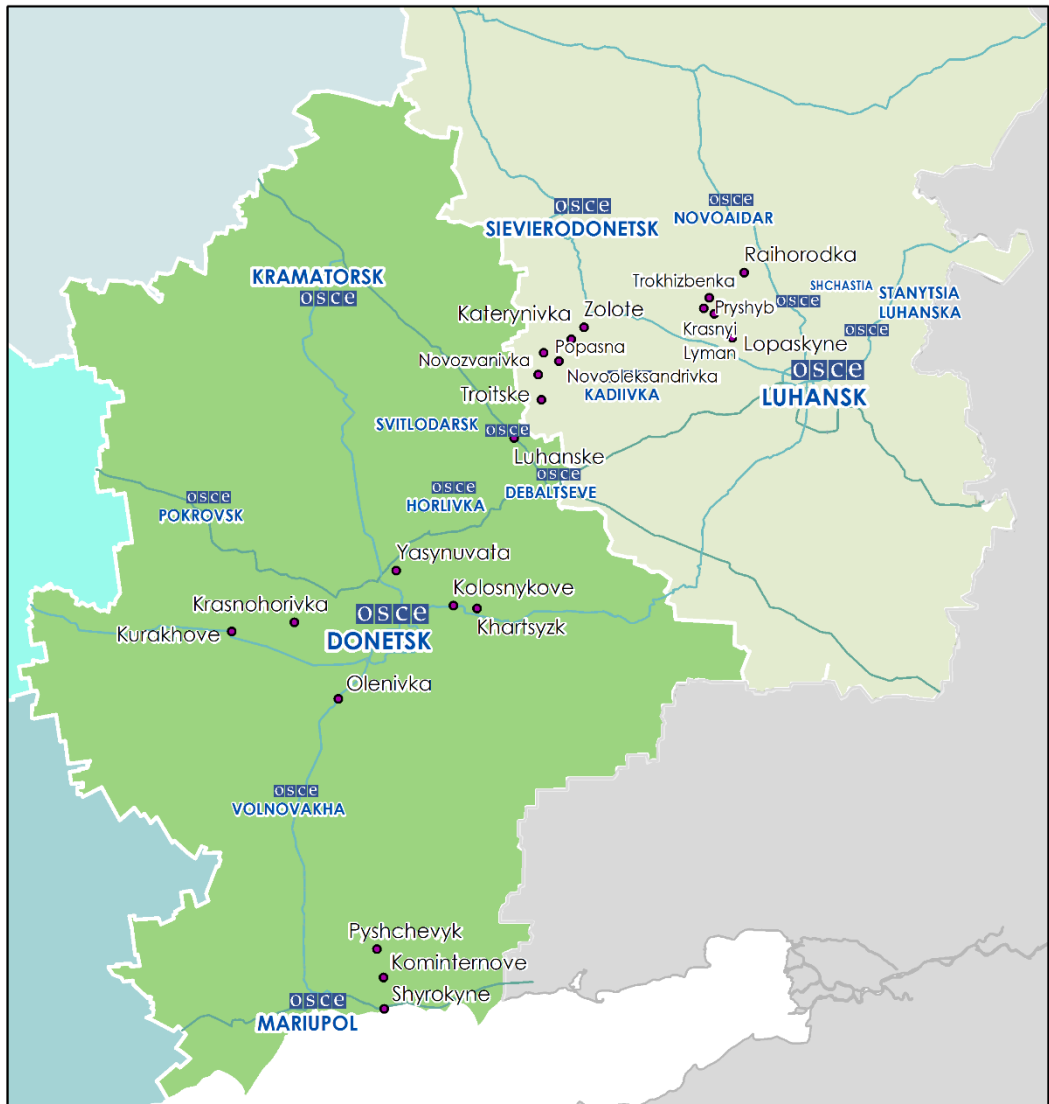 osce
NOVOAIDAR
osce
SIEVIERODONETSK
KRAMATORSK
osce
Raihorodka
Trokhizbenka
SHCHASTIA
osce
STANYTSIA
LUHANSKA
osce
Katerynivka
Zolote
Pryshyb
Krasnyi
Lyman
Lopaskyne
Novozvanivka
Popasna
Novooleksandrivka
KADIIVKA
osce
LUHANSK
Troitske
SVITLODARSK
osce
Luhanske
osce
DEBALTSEVE
osce
HORLIVKA
osce
POKROVSK
Yasynuvata
Kolosnykove
Khartsyzk
Krasnohorivka
Kurakhove
osce
DONETSK
Olenivka
osce
VOLNOVAKHA
Pyshchevyk
Kominternove
Shyrokyne
osce
MARIUPOL